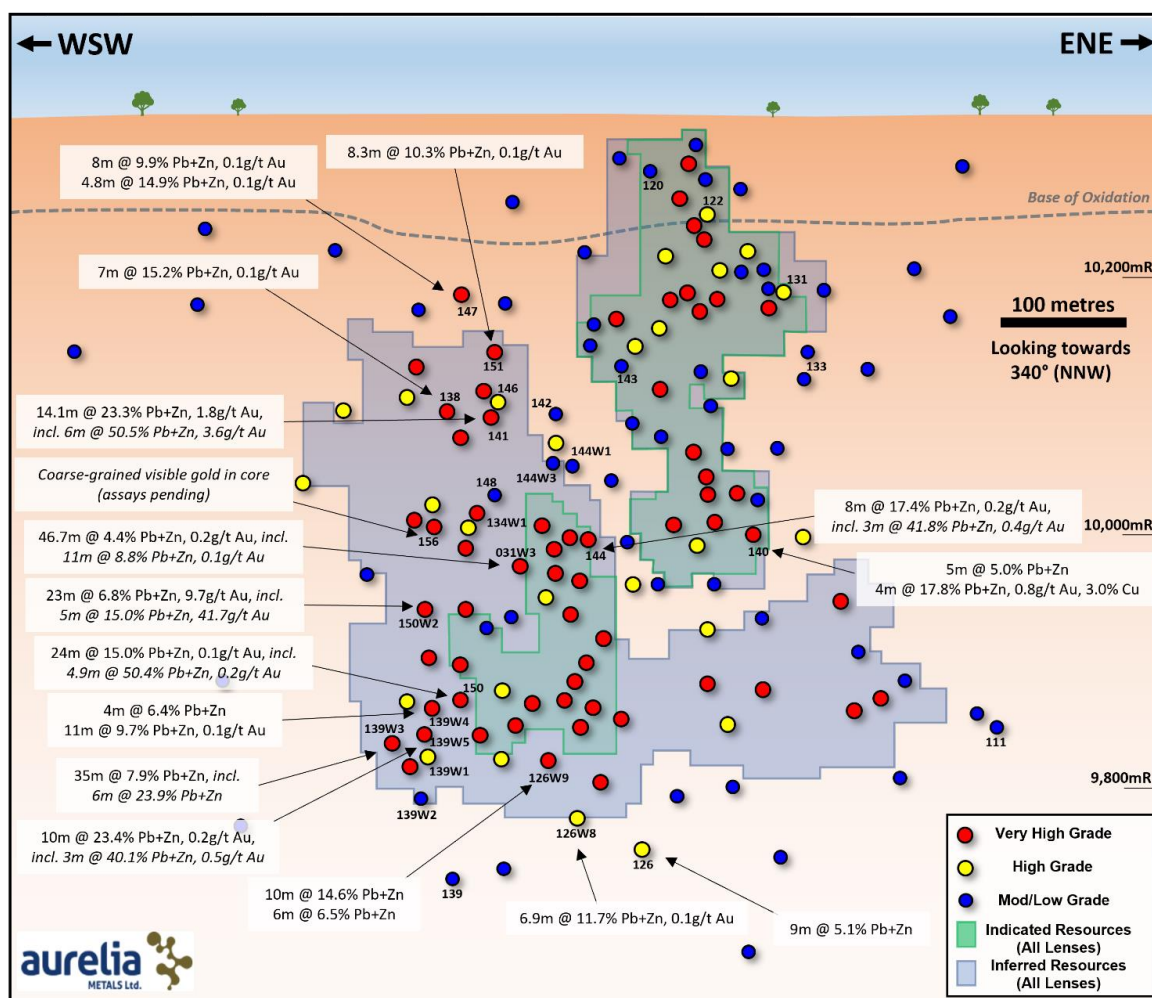 ← WSW
ENE →
8m @ 9.9% Pb+Zn, 0.1g/t Au
4.8m @ 14.9% Pb+Zn, 0.1g/t Au
8.3m @ 10.3% Pb+Zn, 0.1g/t Au
120
122
Base of Oxidation
7m @ 15.2% Pb+Zn, 0.1g/t Au
10,200mR
131
147
100 metres
Looking towards
340° (NNW)
151
133
143
146
138
142
141
14.1m @ 23.3% Pb+Zn, 1.8g/t Au,
incl. 6m @ 50.5% Pb+Zn, 3.6g/t Au
144W1
144W3
Coarse-grained visible gold in core
(assays pending)
148
134W1
156
8m @ 17.4% Pb+Zn, 0.2g/t Au,
incl. 3m @ 41.8% Pb+Zn, 0.4g/t Au
10,000mR
46.7m @ 4.4% Pb+Zn, 0.2g/t Au, incl.
11m @ 8.8% Pb+Zn, 0.1g/t Au
031W3
144
140
5m @ 5.0% Pb+Zn
4m @ 17.8% Pb+Zn, 0.8g/t Au, 3.0% Cu
23m @ 6.8% Pb+Zn, 9.7g/t Au, incl.
5m @ 15.0% Pb+Zn, 41.7g/t Au
150W2
24m @ 15.0% Pb+Zn, 0.1g/t Au, incl.
4.9m @ 50.4% Pb+Zn, 0.2g/t Au
150
4m @ 6.4% Pb+Zn
11m @ 9.7% Pb+Zn, 0.1g/t Au
139W4
139W3
139W5
139W1
111
35m @ 7.9% Pb+Zn, incl.
6m @ 23.9% Pb+Zn
126W9
9,800mR
139W2
126W8
10m @ 23.4% Pb+Zn, 0.2g/t Au,
incl. 3m @ 40.1% Pb+Zn, 0.5g/t Au
126
139
10m @ 14.6% Pb+Zn
6m @ 6.5% Pb+Zn
6.9m @ 11.7% Pb+Zn, 0.1g/t Au
9m @ 5.1% Pb+Zn
Very High Grade
High Grade
Mod/Low Grade
Indicated Resources
(All Lenses)
Inferred Resources
(All Lenses)
aurelia
METALS Ltd.